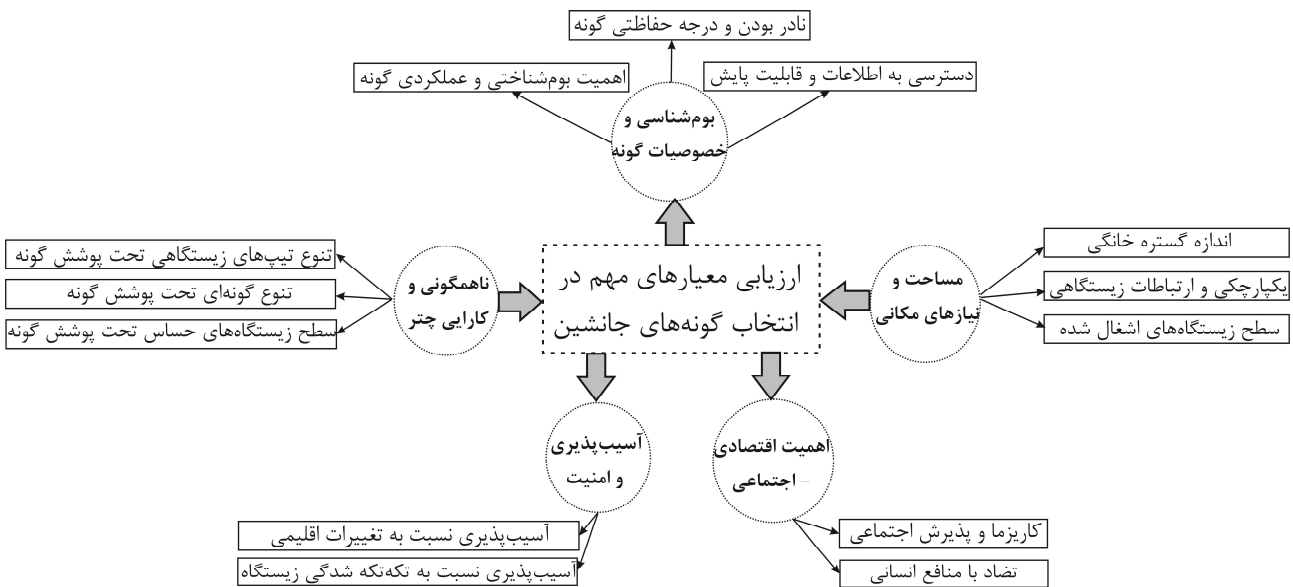 نادر بودن و درجه حفاظتی گونه
دسترسی به اطلاعات و قابلیت پایش
اهمیت بوم‌شناختی و عملکردی گونه
بوم‌شناسی و
خصوصیات گونه
اندازه گستره خانگی
یکپارچکی و ارتباطات زیستگاهی
سطح زیستگاه‌های اشغال شده
مساحت و
نیازهای مکانی
ارزیابی معیارهای مهم در
انتخاب گونه‌های جانشین
ناهمگونی و
کارایی چتر
تنوع تیپ‌های زیستگاهی تحت پوشش گونه
تنوع گونه‌ای تحت پوشش گونه
سطح زیستگاه‌های حساس تحت پوشش گونه
اهمیت اقتصادی
– اجتماعی
کاریزما و پذیرش اجتماعی
تضاد با منافع انسانی
آسیب‌پذیری
و امنیت
آسیب‌پذیری نسبت به تغییرات اقلیمی
آسیب‌پذیری نسبت به تکه‌تکه شدگی زیستگاه